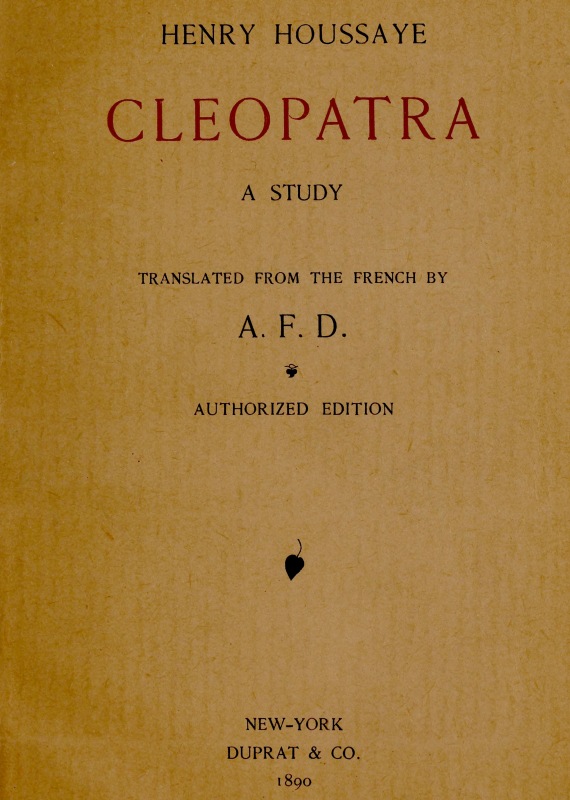 HENRY HOUSSAYE
CLEOPATRA
A STUDY
TRANSLATED FROM THE FRENCH BY
A. F. D.
AUTHORIZED EDITION
NEW-YORK
DUPRAT & CO.
1890